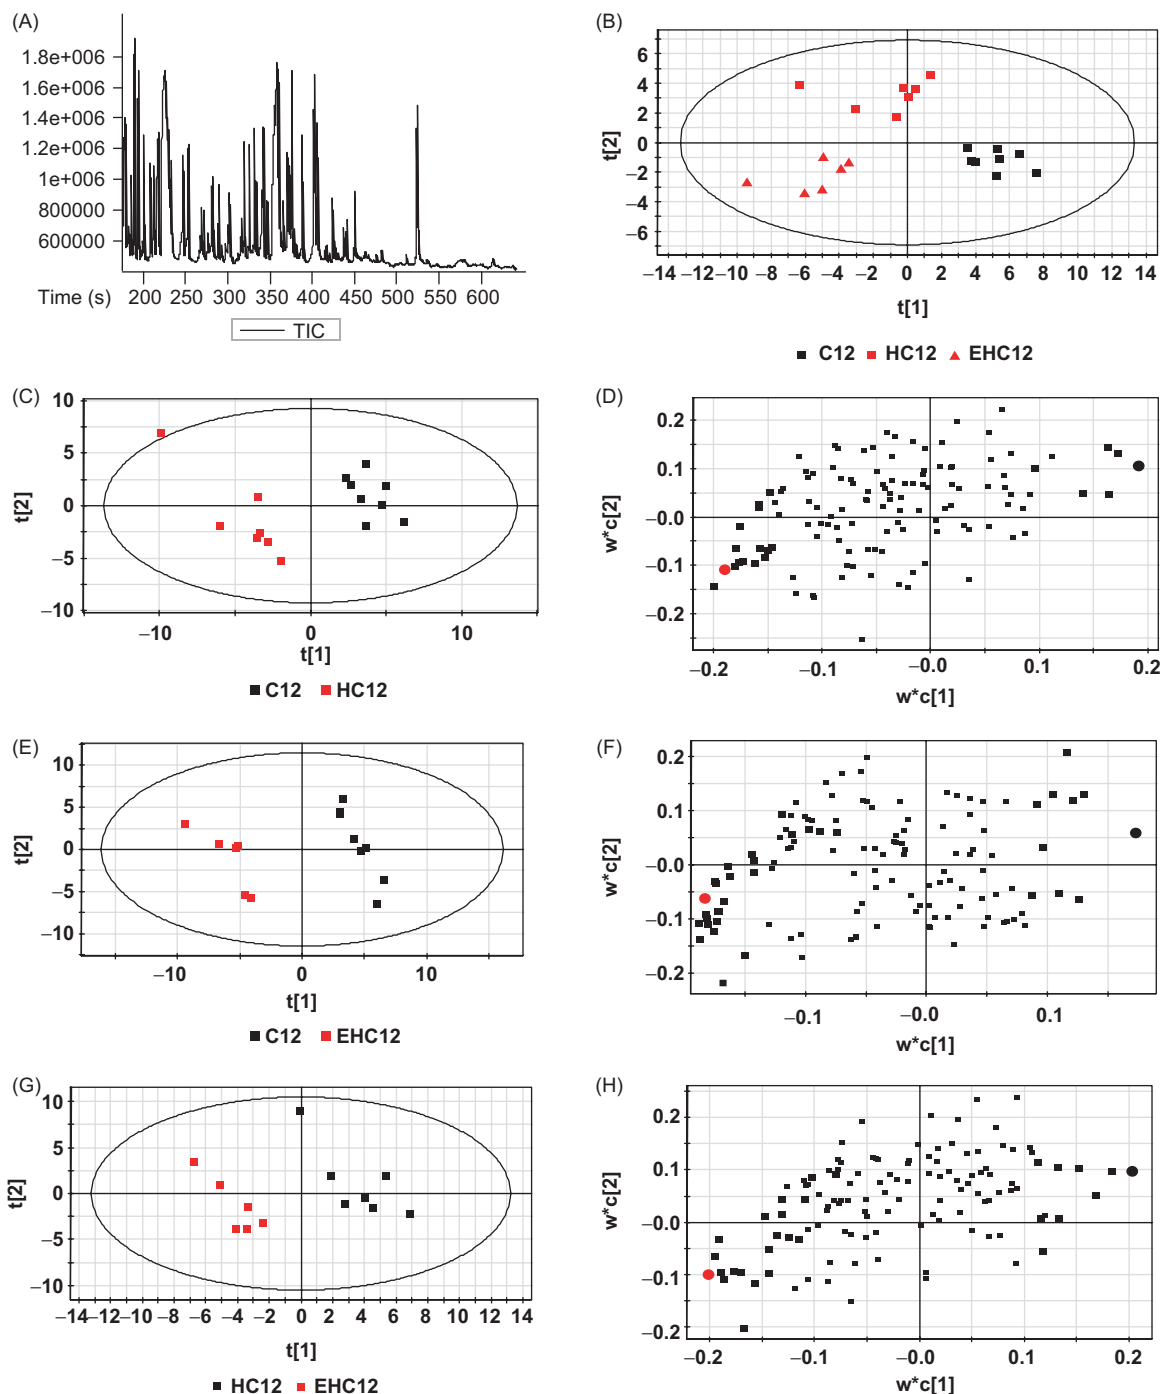 (A)
1.8e+006
1.6e+006
1.4e+006
1.2e+006
1e+006
800000
600000
Time (s) 200 250 300 350 400 450 500 550 600
TIC
(B)
t[2]
6
4
2
0
−2
−4
−6
−14 −12 −10 −8 −6 −4 −2 0 2 4 6 8 10 12 14
t[1]
C12 HC12 EHC12
(C)
t[2]
10
5
0
−5
−10
−10 0 10
t[1]
C12 HC12
(D)
w*c[2]
0.2
0.1
−0.0
−0.1
−0.2
−0.2 −0.1 −0.0 0.1 0.2
w*c[1]
(E)
t[2]
10
5
0
−5
−10
−10 0 10
t[1]
C12 EHC12
(F)
w*c[2]
0.2
0.1
−0.0
−0.1
−0.2
−0.1 −0.0 0.1
w*c[1]
(G)
t[2]
10
5
0
−5
−10
−14−12−10 −8 −6 −4 −2 0 2 4 6 8 10 12 14
t[1]
HC12 EHC12
(H)
w*c[2]
0.2
0.1
−0.0
−0.1
−0.2
−0.2 −0.1 −0.0 0.1 0.2
w*c[1]